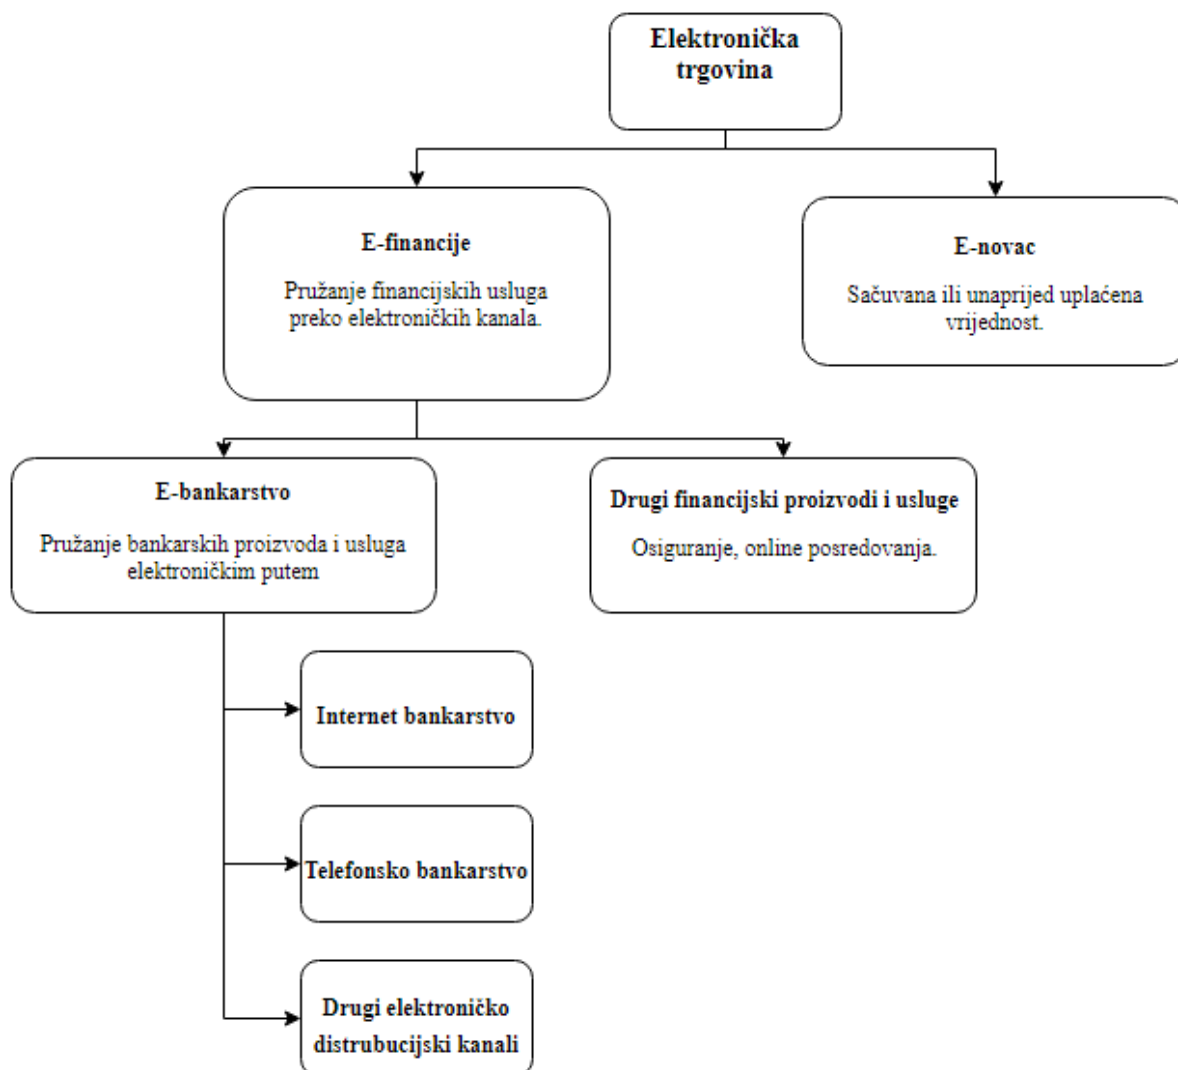 Elektronička
trgovina
E-financije
Pružanje financijskih usluga
preko elektroničkih kanala.
E-novac
Sačuvana ili unaprijed uplaćena
vrijednost.
E-bankarstvo
Pružanje bankarskih proizvoda i usluga
elektroničkim putem
Drugi financijski proizvodi i usluge
Osiguranje, online posredovanja.
Internet bankarstvo
Telefonsko bankarstvo
Drugi elektroničko
distrubucijski kanali